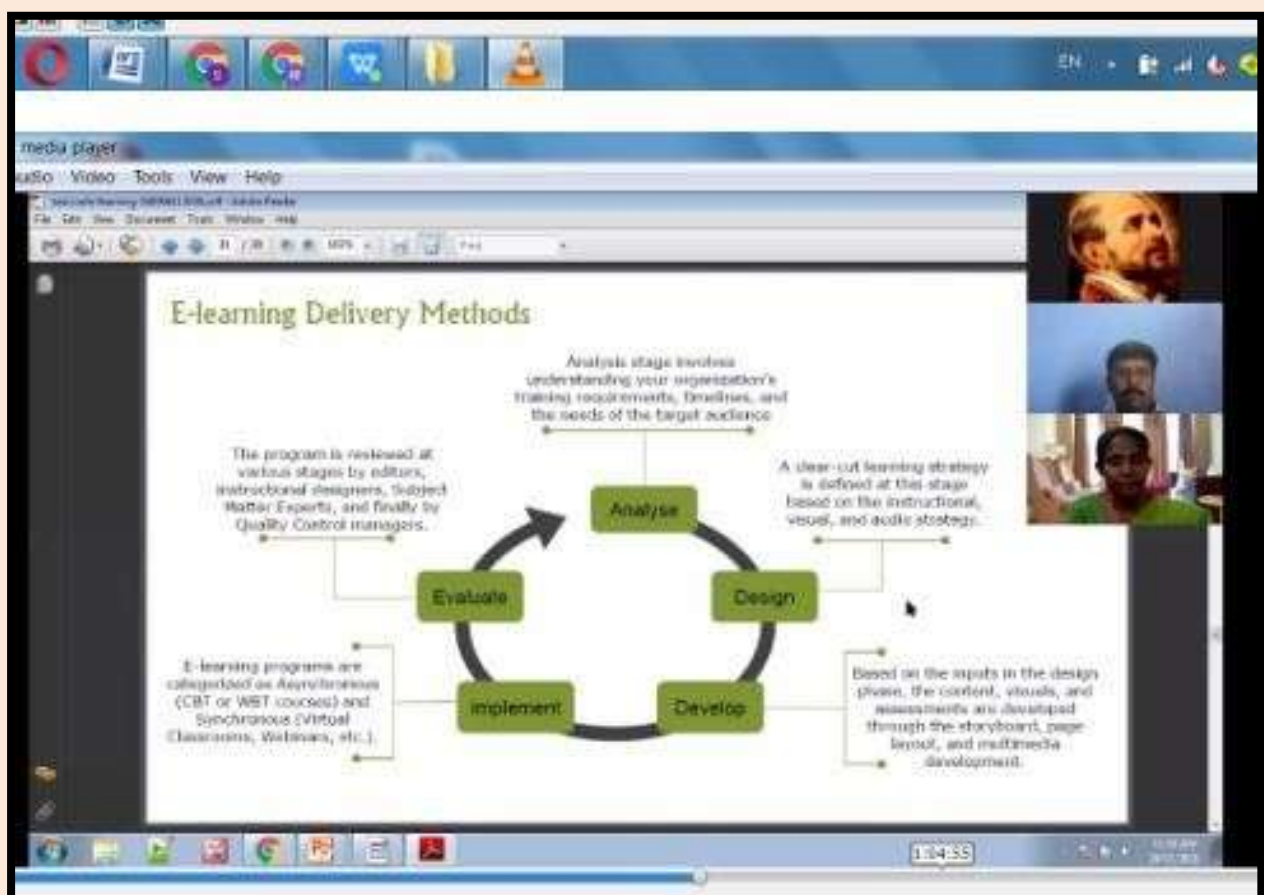 EN
media player
udio Video Tools View Help
File Edit View Document Tools Window Help
E-learning Delivery Methods
Analysis stage involves
understanding your organization's
training requirements, timelines, and
the needs of the target audience
The program is reviewed at
various stages by editors,
instructional designers, Subject
Matter Experts, and finally by
Quality Control managers.
A clear-cut learning strategy
is defined at this stage
based on the instructional,
visual, and audio strategy.
Analyse
Evaluate
Design
E-learning programs are
categorized as Asynchronous
(CBT or WBT courses) and
Synchronous (Virtual
Classrooms, Webinars, etc.).
Implement
Develop
Based on the inputs in the design
phase, the content, visuals, and
assessments are developed
through the storyboard, page
layout, and multimedia
development.
1:04:55